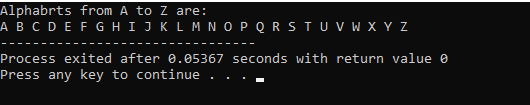 Alphabrts from A to Z are:
A B C D E F G H I J K L M N O P Q R S T U V W X Y Z
--------------------------------
Process exited after 0.05367 seconds with return value 0
Press any key to continue . . .